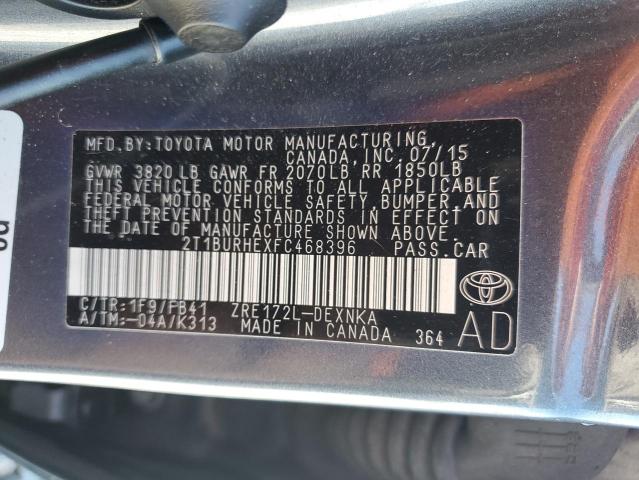 MFD. BY: TOYOTA MOTOR MANUFACTURING,
CANADA, INC. 07/15
GVWR 3820 LB GAWR FR 2070LB RR 1850LB
THIS VEHICLE CONFORMS TO ALL APPLICABLE
FEDERAL MOTOR VEHICLE SAFETY, BUMPER, AND
THEFT PREVENTION STANDARDS IN EFFECT ON
THE DATE OF MANUFACTURE SHOWN ABOVE.
2T1BURHEXFC468396 PASS. CAR
C/TR: 1F9/FB41 ZRE172L-DEXNKA
A/TM:-04A/K313 MADE IN CANADA 364 AD